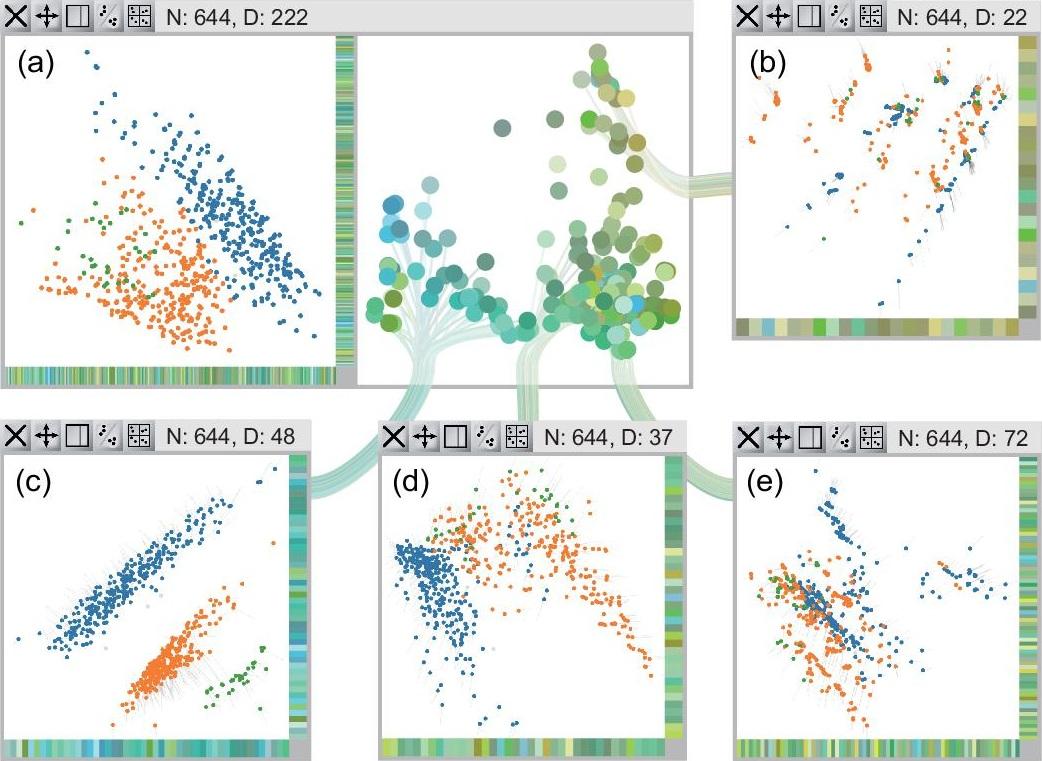 N: 644, D: 222
(a)
N: 644, D: 22
(b)
N: 644, D: 48
(c)
N: 644, D: 37
(d)
N: 644, D: 72
(e)